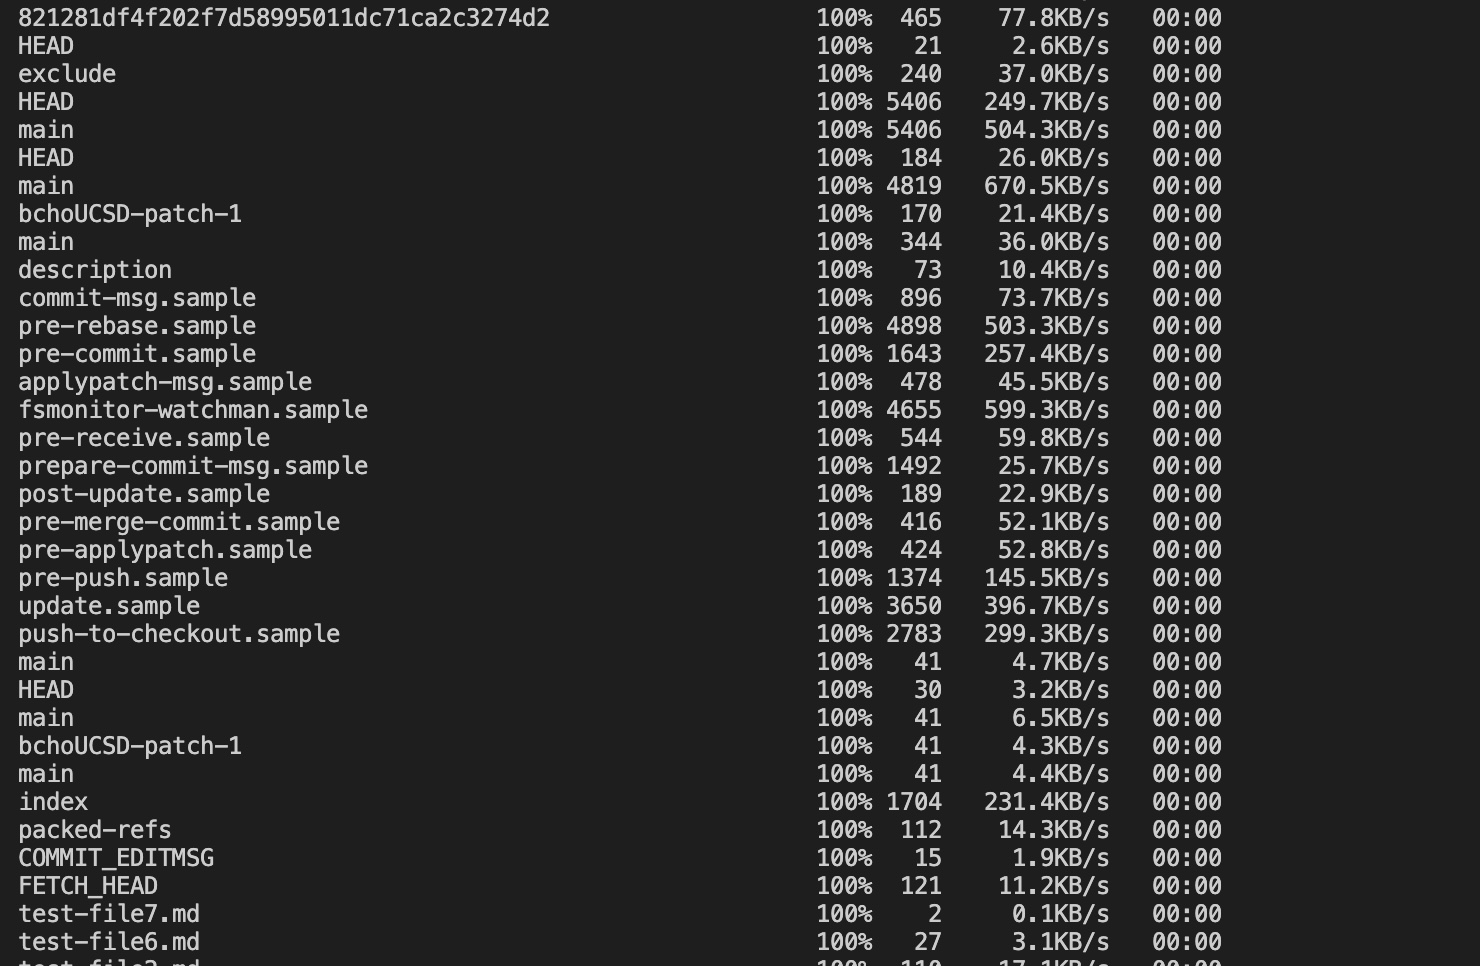 821281df4f202f7d58995011dc71ca2c3274d2 100% 465 77.8KB/s 00:00
HEAD 100% 21 2.6KB/s 00:00
exclude 100% 240 37.0KB/s 00:00
HEAD 100% 5406 249.7KB/s 00:00
main 100% 5406 504.3KB/s 00:00
HEAD 100% 184 26.0KB/s 00:00
main 100% 4819 670.5KB/s 00:00
bchoUCSD-patch-1 100% 170 21.4KB/s 00:00
main 100% 344 36.0KB/s 00:00
description 100% 73 10.4KB/s 00:00
commit-msg.sample 100% 896 73.7KB/s 00:00
pre-rebase.sample 100% 4898 503.3KB/s 00:00
pre-commit.sample 100% 1643 257.4KB/s 00:00
applypatch-msg.sample 100% 478 45.5KB/s 00:00
fsmonitor-watchman.sample 100% 4655 599.3KB/s 00:00
pre-receive.sample 100% 544 59.8KB/s 00:00
prepare-commit-msg.sample 100% 1492 25.7KB/s 00:00
post-update.sample 100% 189 22.9KB/s 00:00
pre-merge-commit.sample 100% 416 52.1KB/s 00:00
pre-applypatch.sample 100% 424 52.8KB/s 00:00
pre-push.sample 100% 1374 145.5KB/s 00:00
update.sample 100% 3650 396.7KB/s 00:00
push-to-checkout.sample 100% 2783 299.3KB/s 00:00
main 100% 41 4.7KB/s 00:00
HEAD 100% 30 3.2KB/s 00:00
main 100% 41 6.5KB/s 00:00
bchoUCSD-patch-1 100% 41 4.3KB/s 00:00
main 100% 41 4.4KB/s 00:00
index 100% 1704 231.4KB/s 00:00
packed-refs 100% 112 14.3KB/s 00:00
COMMIT_EDITMSG 100% 15 1.9KB/s 00:00
FETCH_HEAD 100% 121 11.2KB/s 00:00
test-file7.md 100% 2 0.1KB/s 00:00
test-file6.md 100% 27 3.1KB/s 00:00